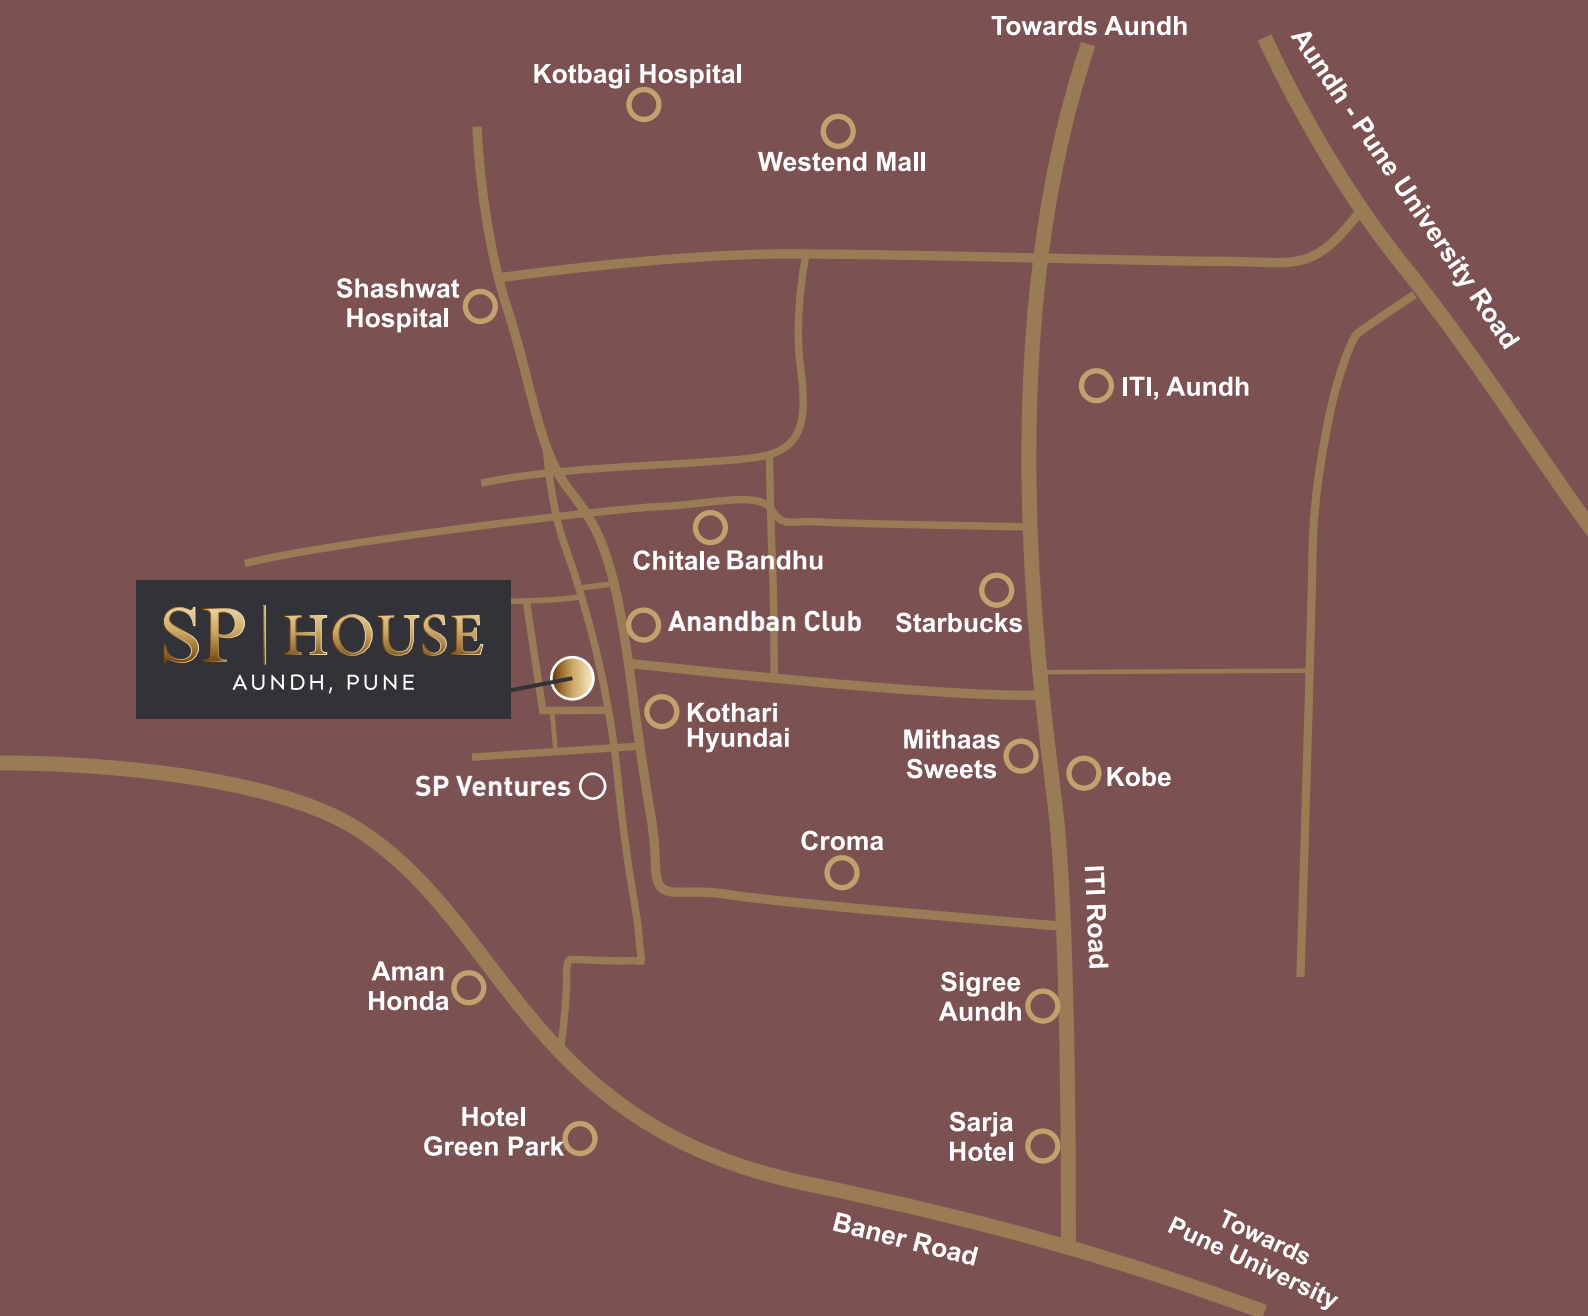 Towards Aundh
Aundh - Pune University Road
Kotbagi Hospital
Westend Mall
Shashwat
Hospital
ITI, Aundh
Chitale Bandhu
Starbucks
Anandban Club
SP | HOUSE
AUNDH, PUNE
Kothari
Hyundai
Mithaas
Sweets
Kobe
SP Ventures
Croma
ITI Road
Aman
Honda
Sigree
Aundh
Hotel
Green Park
Sarja
Hotel
Baner Road
Towards
Pune University